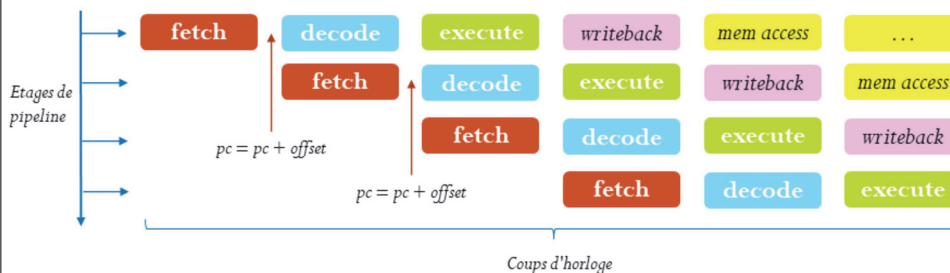 fetch decode execute writeback mem access ...
fetch decode execute writeback mem access
Etages de
pipeline
fetch decode execute writeback
pc = pc + offset
fetch decode execute
pc = pc + offset
Coups d'horloge